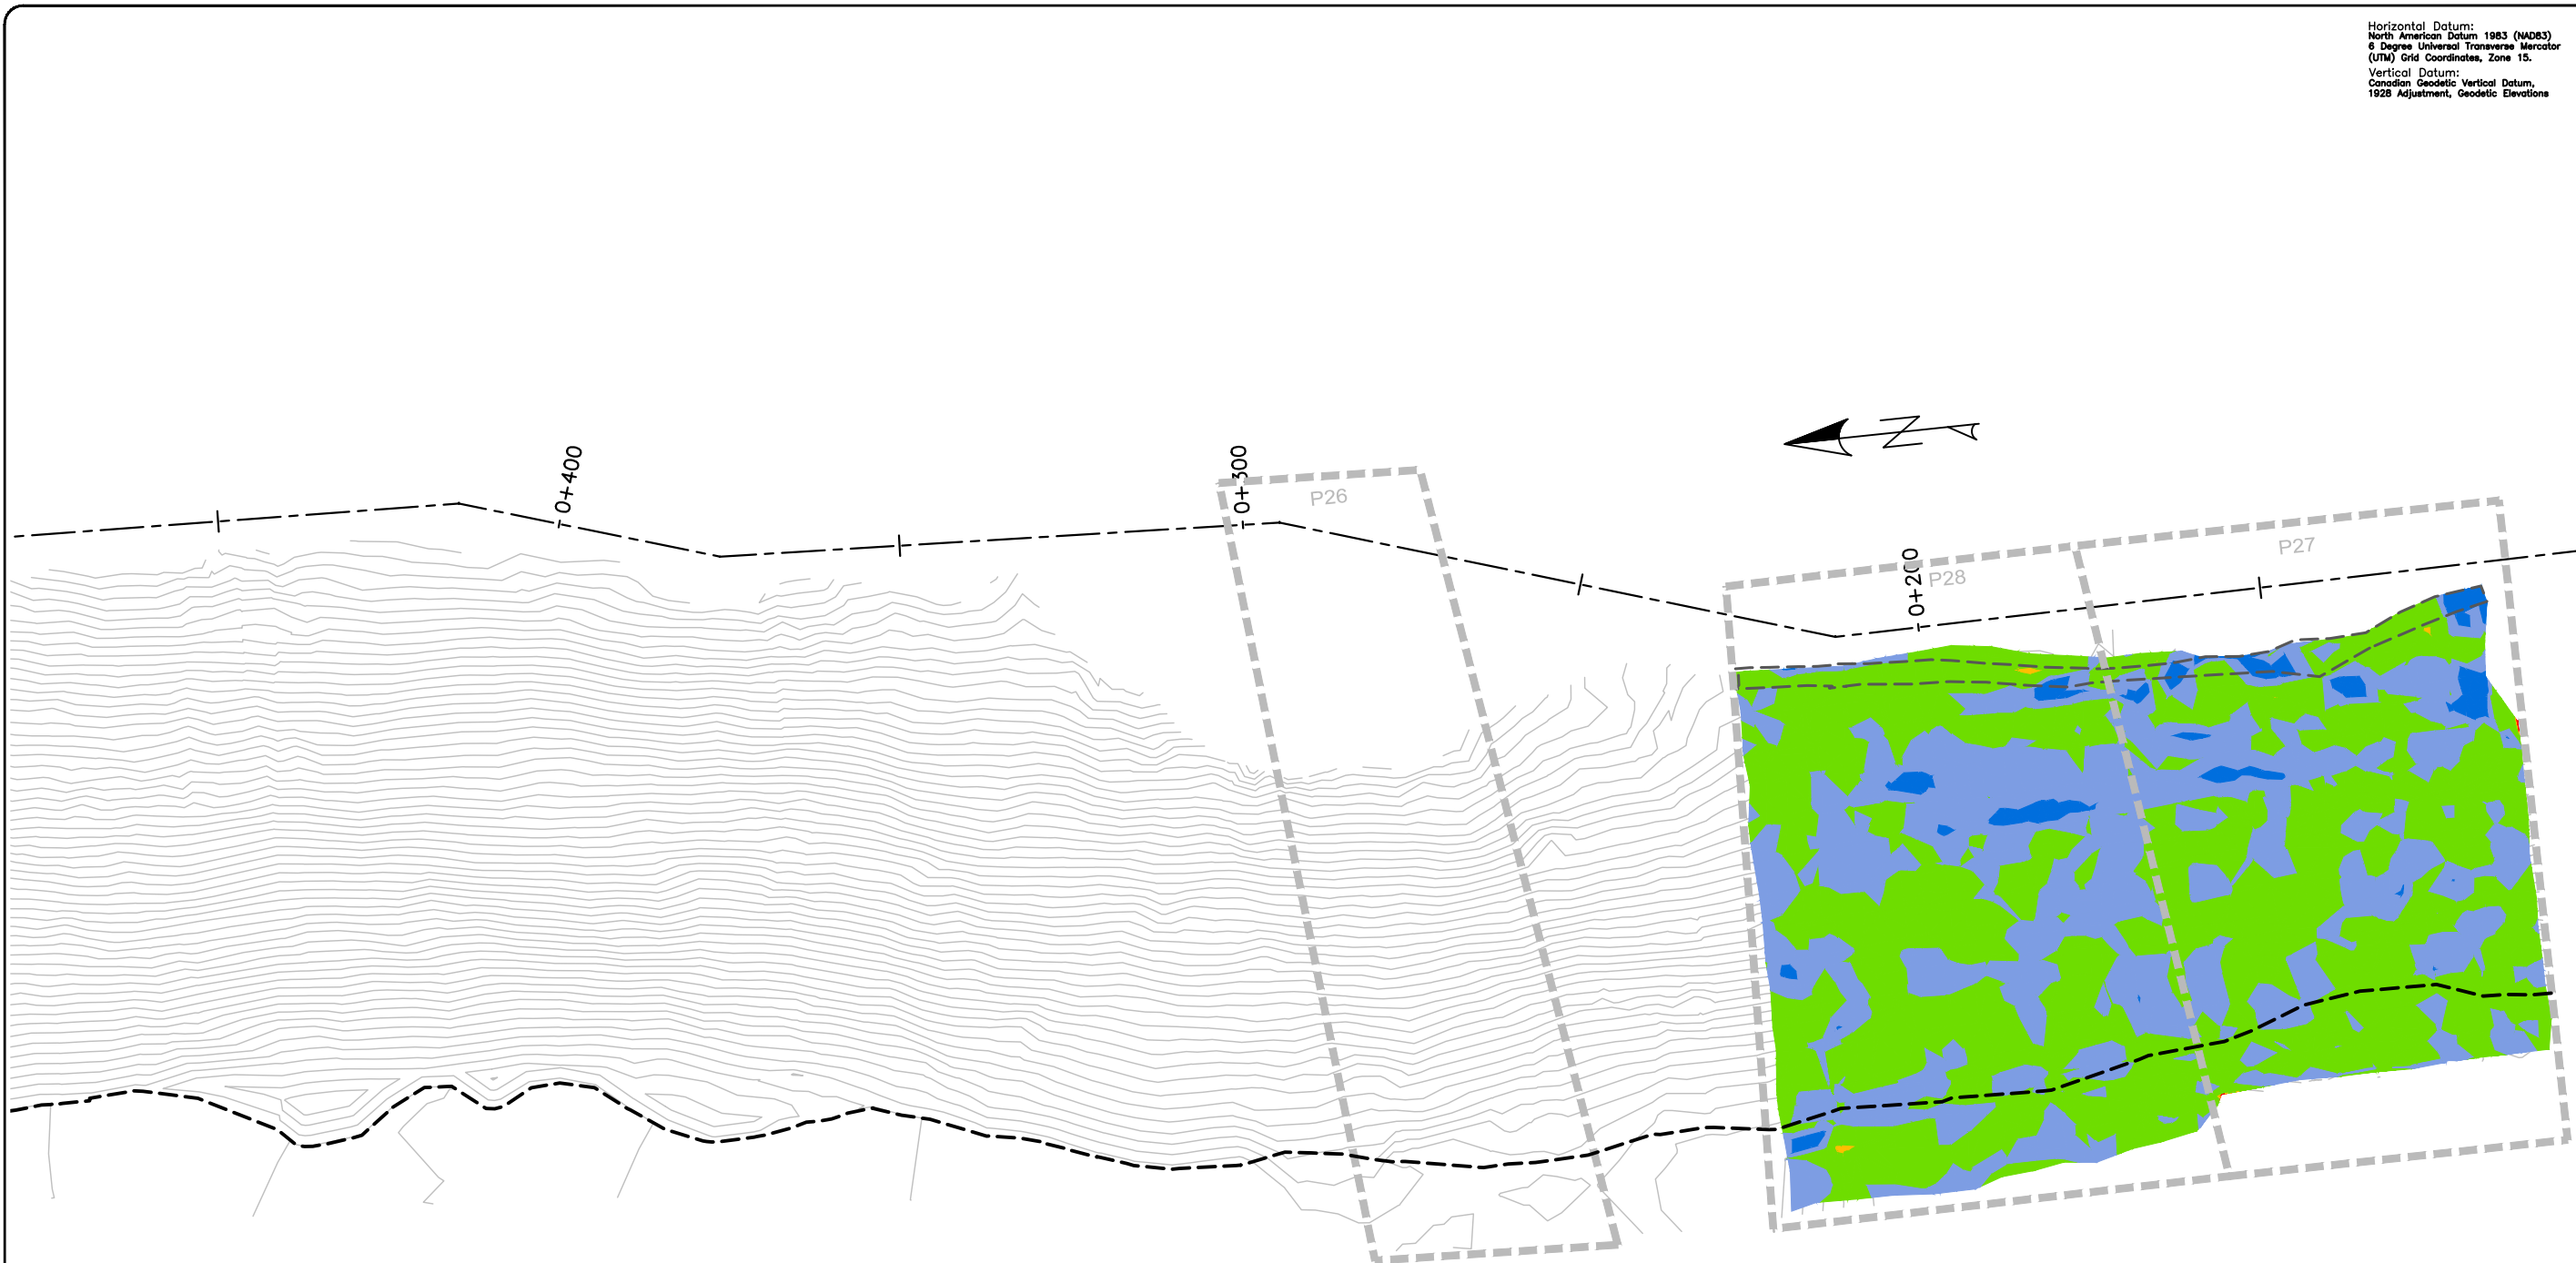 Horizontal Datum:
North American Datum 1983 (NAD83)
6 Degree Universal Transverse Mercator
(UTM) Grid Coordinates, Zone 15.
Vertical Datum:
Canadian Geodetic Vertical Datum,
1928 Adjustment, Geodetic Elevations
N
0+400
0+300
P26
0+200
P28
P27